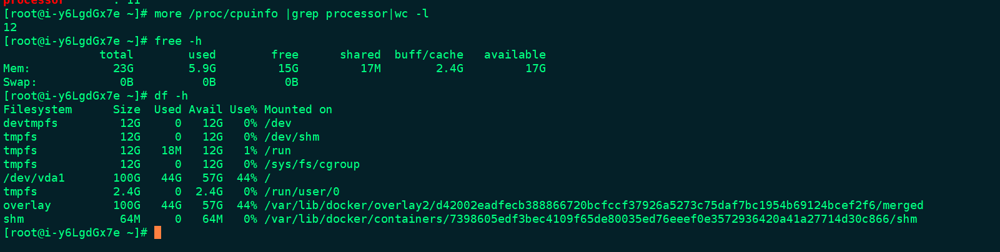 processor       : 11
[root@i-y6LgdGx7e ~]# more /proc/cpuinfo |grep processor|wc -l
12
[root@i-y6LgdGx7e ~]# free -h
              total        used        free      shared  buff/cache   available
Mem:            23G        5.9G         15G         17M        2.4G         17G
Swap:            0B          0B          0B
[root@i-y6LgdGx7e ~]# df -h
Filesystem      Size  Used Avail Use% Mounted on
devtmpfs         12G     0   12G   0% /dev
tmpfs            12G     0   12G   0% /dev/shm
tmpfs            12G   18M   12G   1% /run
tmpfs            12G     0   12G   0% /sys/fs/cgroup
/dev/vda1       100G   44G   57G  44% /
tmpfs           2.4G     0  2.4G   0% /run/user/0
overlay         100G   44G   57G  44% /var/lib/docker/overlay2/d42002eadfecb388866720bcfccf37926a5273c75daf7bc1954b69124bcef2f6/merged
shm              64M     0   64M   0% /var/lib/docker/containers/7398605edf3bec4109f65de80035ed76eeef0e3572936420a41a27714d30c866/shm
[root@i-y6LgdGx7e ~]#